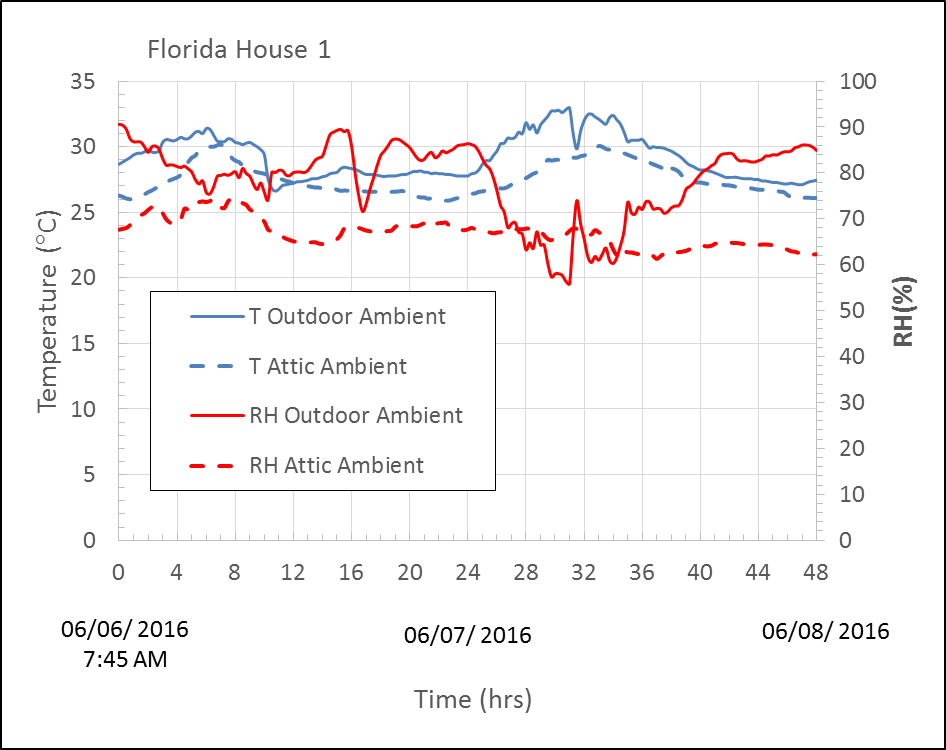 Florida House 1
35
30
25
20
15
10
5
0
Temperature (°C)
100
90
80
70
60
50
40
30
20
10
0
RH(%)
T Outdoor Ambient
T Attic Ambient
RH Outdoor Ambient
RH Attic Ambient
0 4 8 12 16 20 24 28 32 36 40 44 48
06/06/ 2016
7:45 AM
06/07/ 2016
06/08/ 2016
Time (hrs)